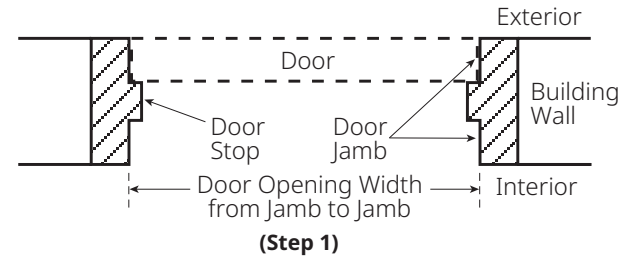 Exterior
Door
Building
Wall
Door
Stop
Door
Jamb
Door Opening Width
from Jamb to Jamb
Interior
(Step 1)